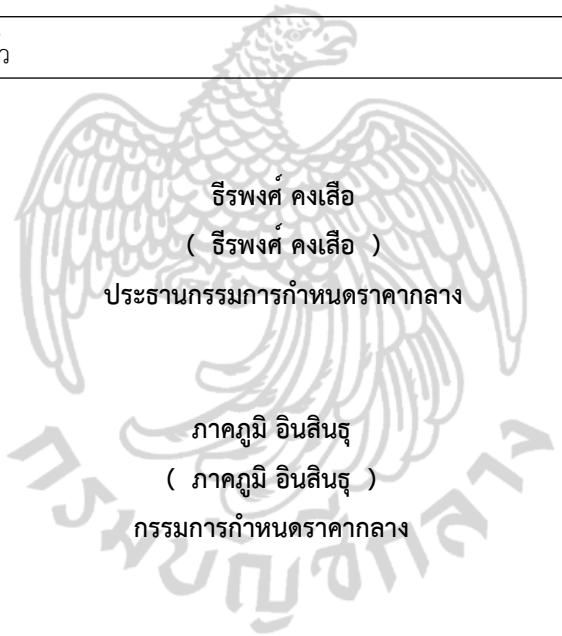 ธีรพงศ์ คงเสือ
( ธีรพงศ์ คงเสือ )
ประธานกรรมการกำหนดราคากลาง
ภาคภูมิ อินสินธุ
( ภาคภูมิ อินสินธุ )
กรรมการกำหนดราคากลาง
กรมบัญชีกลาง